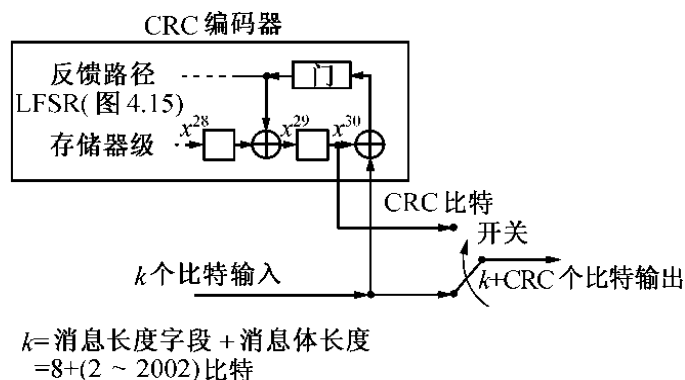 CRC 编码器
反馈路径
门
LFSR(图 4.15)
存储器级
x²⁸
x²⁹
x³⁰
CRC 比特
开关
k个比特输入
k+CRC 个比特输出
k=消息长度字段+消息体长度
=8+(2 ~ 2002)比特